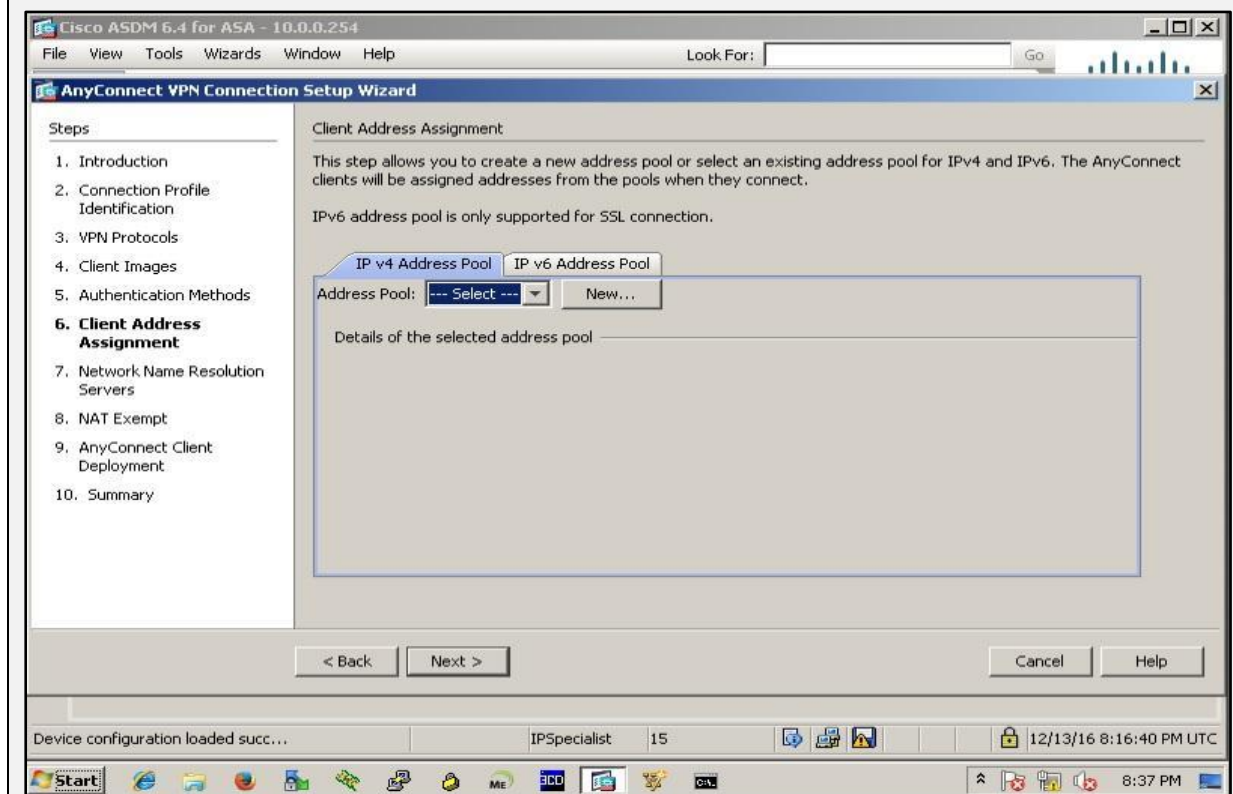 Cisco ASDM 6.4 for ASA - 10.0.0.254
File View Tools Wizards Window Help Look For: Go
AnyConnect VPN Connection Setup Wizard
Steps
1. Introduction
2. Connection Profile
Identification
3. VPN Protocols
4. Client Images
5. Authentication Methods
6. Client Address
Assignment
7. Network Name Resolution
Servers
8. NAT Exempt
9. AnyConnect Client
Deployment
10. Summary
Client Address Assignment
This step allows you to create a new address pool or select an existing address pool for IPv4 and IPv6. The AnyConnect
clients will be assigned addresses from the pools when they connect.
IPv6 address pool is only supported for SSL connection.
IP v4 Address Pool IP v6 Address Pool
Address Pool: --- Select --- New...
Details of the selected address pool
< Back Next > Cancel Help
Device configuration loaded succ... IPSpecialist 15 12/13/16 8:16:40 PM UTC
Start ME C:\. 8:37 PM